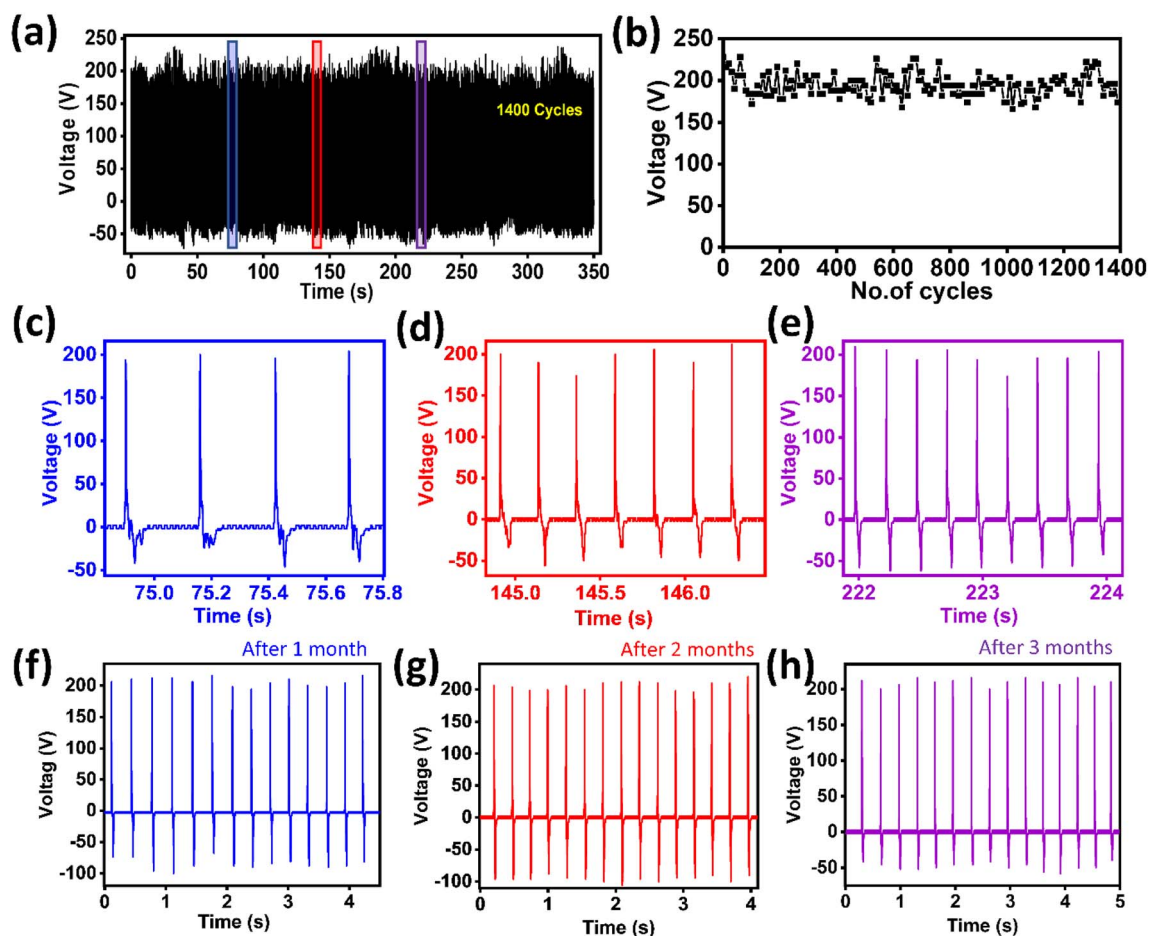 (a)
250
200
150
100
50
0
-50
Voltage (V)
1400 Cycles
0 50 100 150 200 250 300 350
Time (s)
(b)
250
200
150
100
50
0
Voltage (V)
0 200 400 600 800 1000 1200 1400
No.of cycles
(c)
200
150
100
50
0
-50
Voltage (V)
75.0 75.2 75.4 75.6 75.8
Time (s)
(d)
200
150
100
50
0
-50
Voltage (V)
145.0 145.5 146.0
Time (s)
(e)
200
150
100
50
0
-50
Voltage (V)
222 223 224
Time (s)
(f)
After 1 month
200
150
100
50
0
-50
-100
Voltag (V)
0 1 2 3 4
Time (s)
(g)
After 2 months
200
150
100
50
0
-50
-100
Voltage (V)
0 1 2 3 4
Time (s)
(h)
After 3 months
200
150
100
50
0
-50
Voltage (V)
0 1 2 3 4 5
Time (s)